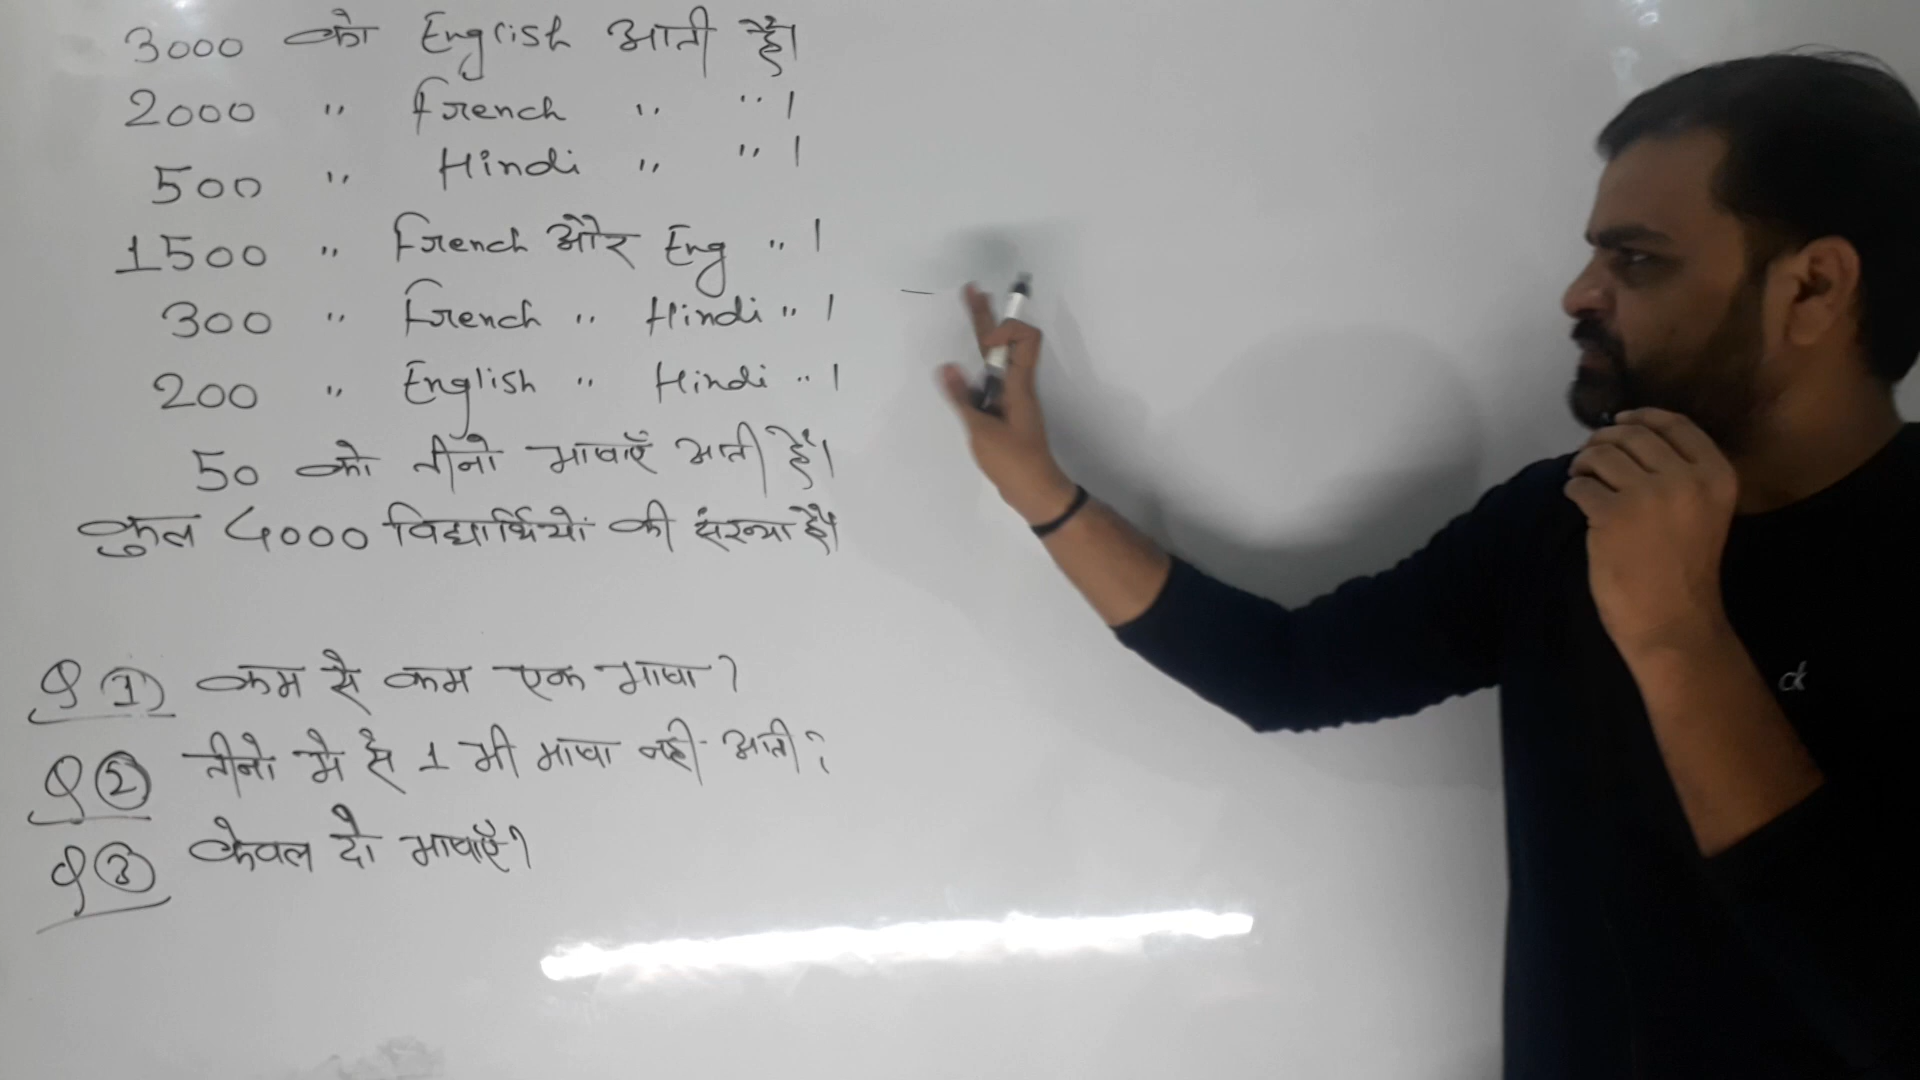 3000 को English आती है।
2000 " French " " ।
500 " Hindi " " ।
1500 " French और Eng " ।
300 " French " Hindi " ।
200 " English " Hindi " ।
50 को तीनो भाषाएँ आती हैं।
कुल 4000 विद्यार्थियों की संख्या है।
Q 1) कम से कम एक भाषा?
Q 2 तीनो मे से 1 भी भाषा नही आती?
Q 3 केवल दो भाषाएँ?